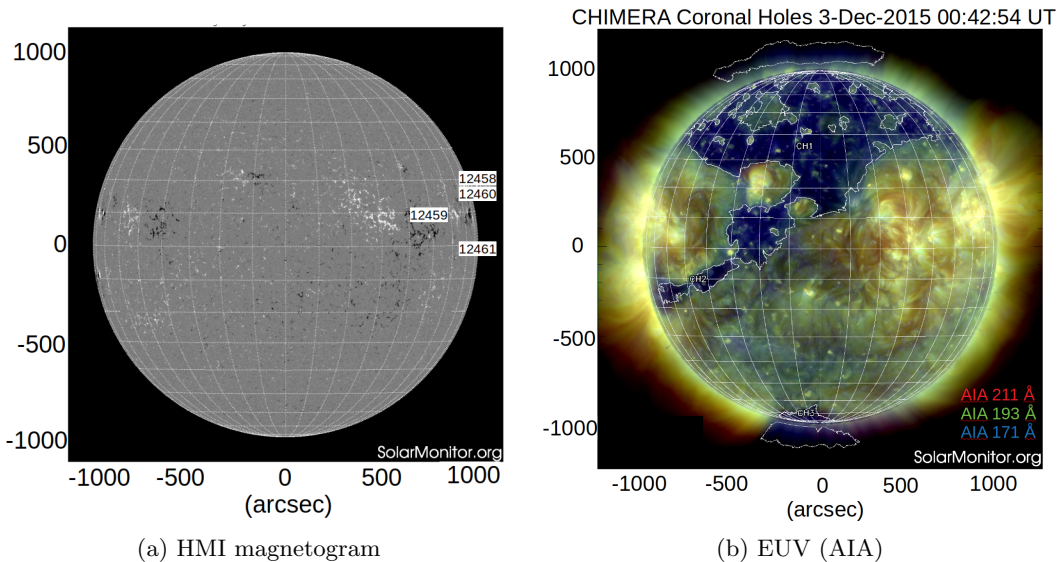 1000
500
0
-500
-1000
12458
12460
12459
12461
SolarMonitor.org
-1000 -500 0 500 1000
(arcsec)
(a) HMI magnetogram
CHIMERA Coronal Holes 3-Dec-2015 00:42:54 UT
1000
500
0
-500
-1000
CH1
CH2
CH3
AIA 211 Å
AIA 193 Å
AIA 171 Å
SolarMonitor.org
-1000 -500 0 500 1000
(arcsec)
(b) EUV (AIA)